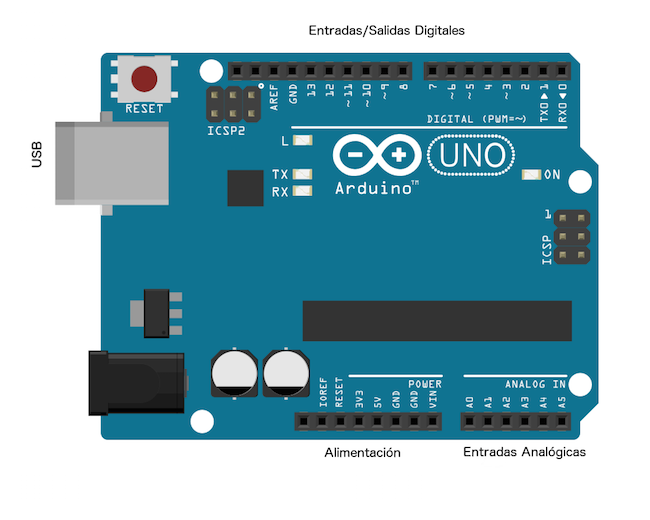 Entradas/Salidas Digitales
RESET
ICSP2
AREF
GND
13
12
~11
~10
~9
8
7
~6
~5
4
~3
2
TX0▶1
RX0◀0
DIGITAL (PWM=~)
USB
L
TX
RX
UNO
Arduino™
ON
1
ICSP
POWER
ANALOG IN
IOREF
RESET
3V3
5V
GND
GND
VIN
A0
A1
A2
A3
A4
A5
Alimentación
Entradas Analógicas